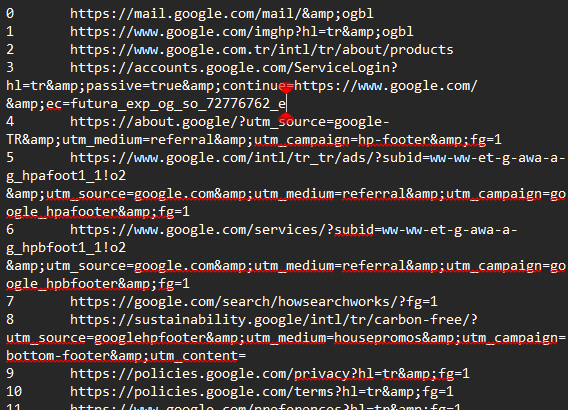 0 https://mail.google.com/mail/&amp;ogbl
1 https://www.google.com/imghp?hl=tr&amp;ogbl
2 https://www.google.com.tr/intl/tr/about/products
3 https://accounts.google.com/ServiceLogin?
hl=tr&amp;passive=true&amp;continue=https://www.google.com/
&amp;ec=futura_exp_og_so_72776762_e
4 https://about.google/?utm_source=google-
TR&amp;utm_medium=referral&amp;utm_campaign=hp-footer&amp;fg=1
5 https://www.google.com/intl/tr_tr/ads/?subid=ww-ww-et-g-awa-a-
g_hpafoot1_1!o2
&amp;utm_source=google.com&amp;utm_medium=referral&amp;utm_campaign=go
ogle_hpafooter&amp;fg=1
6 https://www.google.com/services/?subid=ww-ww-et-g-awa-a-
g_hpbfoot1_1!o2
&amp;utm_source=google.com&amp;utm_medium=referral&amp;utm_campaign=go
ogle_hpbfooter&amp;fg=1
7 https://google.com/search/howsearchworks/?fg=1
8 https://sustainability.google/intl/tr/carbon-free/?
utm_source=googlehpfooter&amp;utm_medium=housepromos&amp;utm_campaign=
bottom-footer&amp;utm_content=
9 https://policies.google.com/privacy?hl=tr&amp;fg=1
10 https://policies.google.com/terms?hl=tr&amp;fg=1
11 https://www.google.com/preferences?hl=tr&amp;fg=1